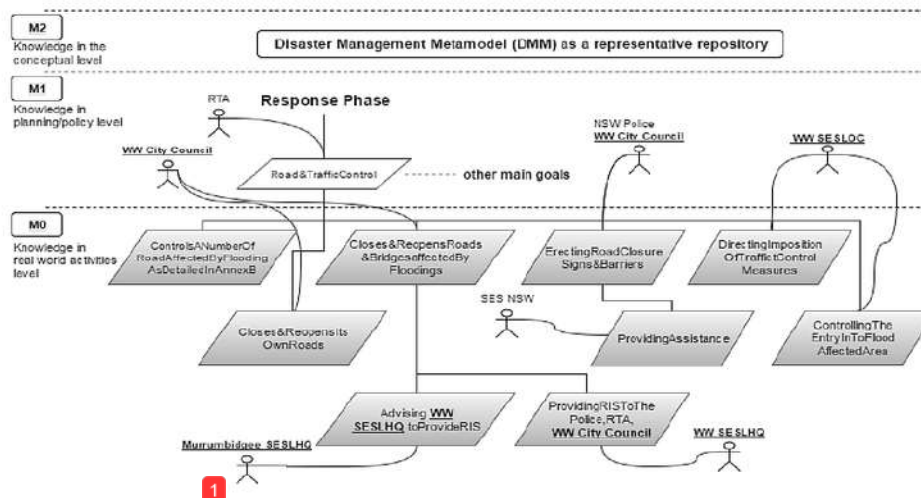 M2
Knowledge in the
conceptual level
Disaster Management Metamodel (DMM) as a representative repository
M1
Knowledge in
planning/policy level
RTA
Response Phase
WW City Council
Road&TrafficControl
other main goals
NSW Police
WW City Council
WW SESLOC
M0
Knowledge in
real world activities
level
ControlsANumberOf
RoadAffectedByFlooding
AsDetailedInAnnexB
Closes&ReopensRoads
&BridgesaffectedBy
Floodings
ErectingRoadClosure
Signs&Barriers
DirectingImposition
OfTrafficControl
Measures
Closes&ReopensIts
OwnRoads
SES NSW
ProvidingAssistance
ControllingThe
EntryInToFlood
AffectedArea
Advising WW
SESLHQ toProvideRIS
ProvidingRISToThe
Police,RTA,
WW City Council
Murrumbidgee SESLHQ
WW SESLHQ
1